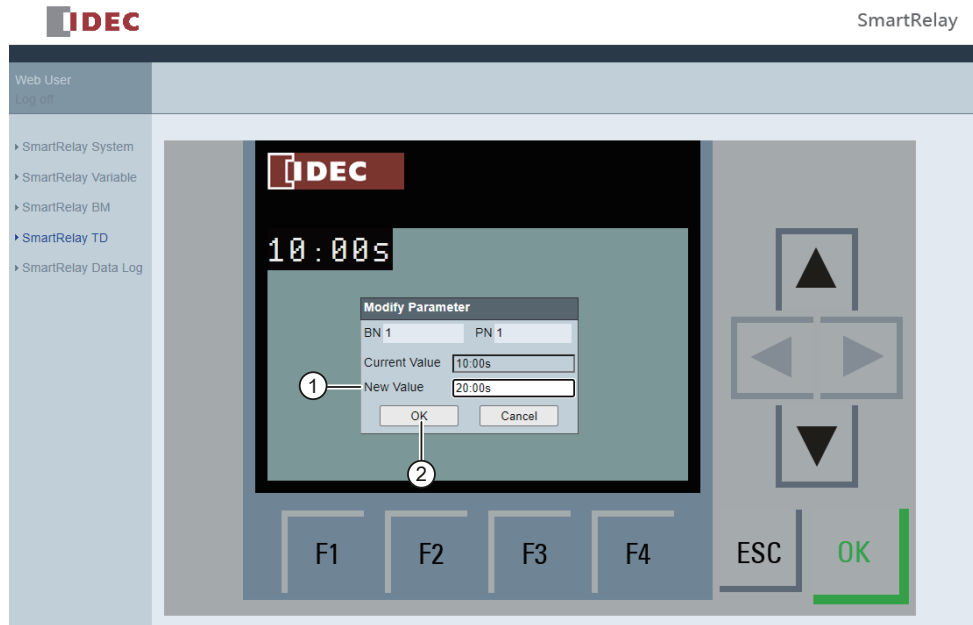 IDEC
SmartRelay
Web User
Log off
SmartRelay System
SmartRelay Variable
SmartRelay BM
SmartRelay TD
SmartRelay Data Log
IDEC
10:00s
Modify Parameter
BN 1 PN 1
Current Value 10:00s
1 New Value 20:00s
OK Cancel
2
F1 F2 F3 F4 ESC OK